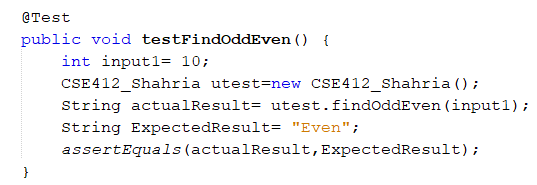 @Test
public void testFindOddEven() {
int input1= 10;
CSE412_Shahria utest=new CSE412_Shahria();
String actualResult= utest.findOddEven(input1);
String ExpectedResult= "Even";
assertEquals(actualResult,ExpectedResult);
}